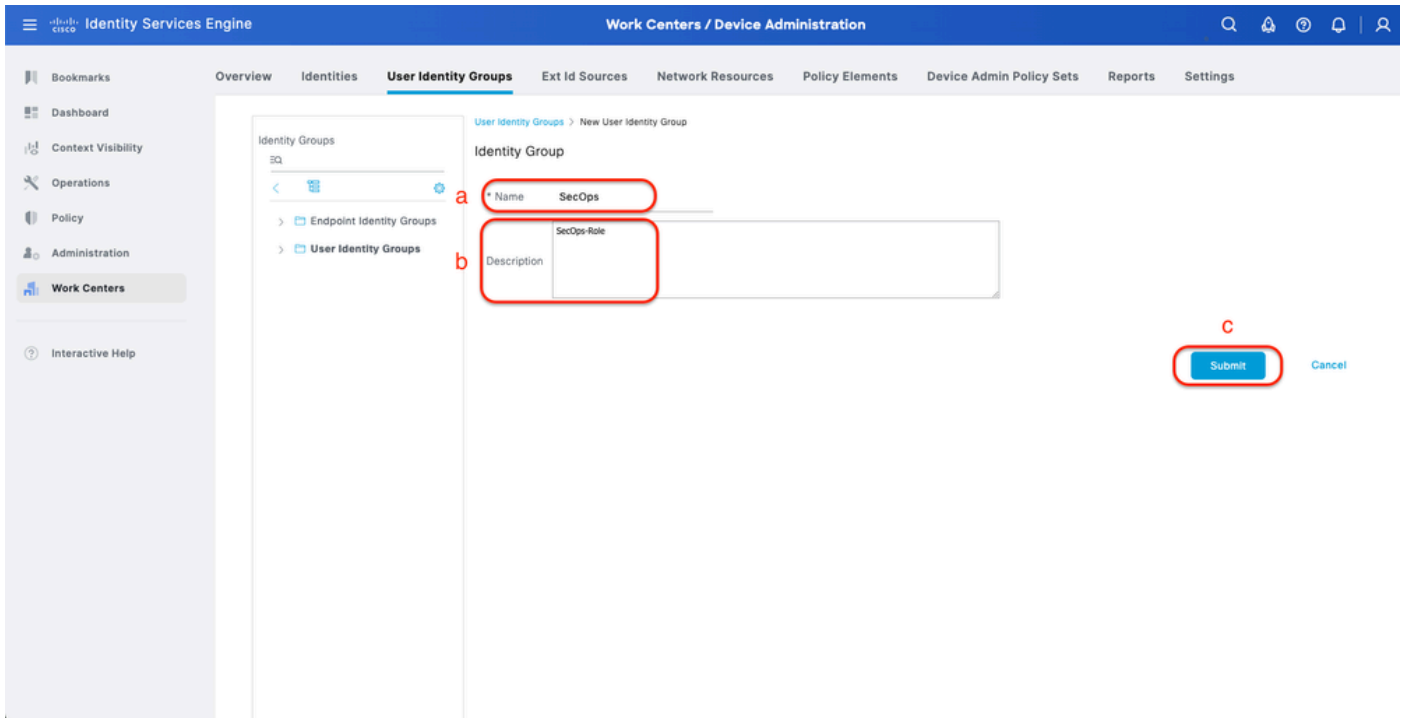 cisco Identity Services Engine
Work Centers / Device Administration
Bookmarks
Dashboard
Context Visibility
Operations
Policy
Administration
Work Centers
Interactive Help
Overview Identities User Identity Groups Ext Id Sources Network Resources Policy Elements Device Admin Policy Sets Reports Settings
Identity Groups
Endpoint Identity Groups
User Identity Groups
User Identity Groups > New User Identity Group
Identity Group
a
* Name SecOps
b
Description SecOps-Role
c
Submit Cancel